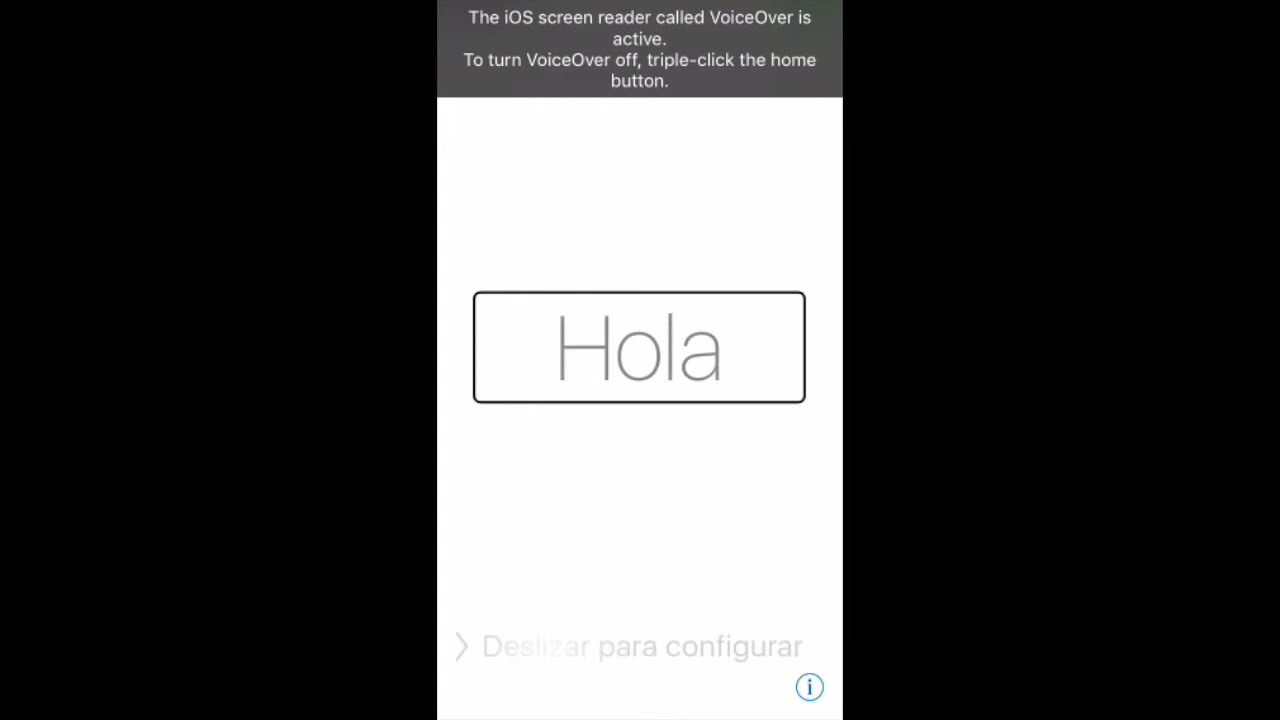 The iOS screen reader called VoiceOver is
active.
To turn VoiceOver off, triple-click the home
button.
Hola
Deslizar para configurar